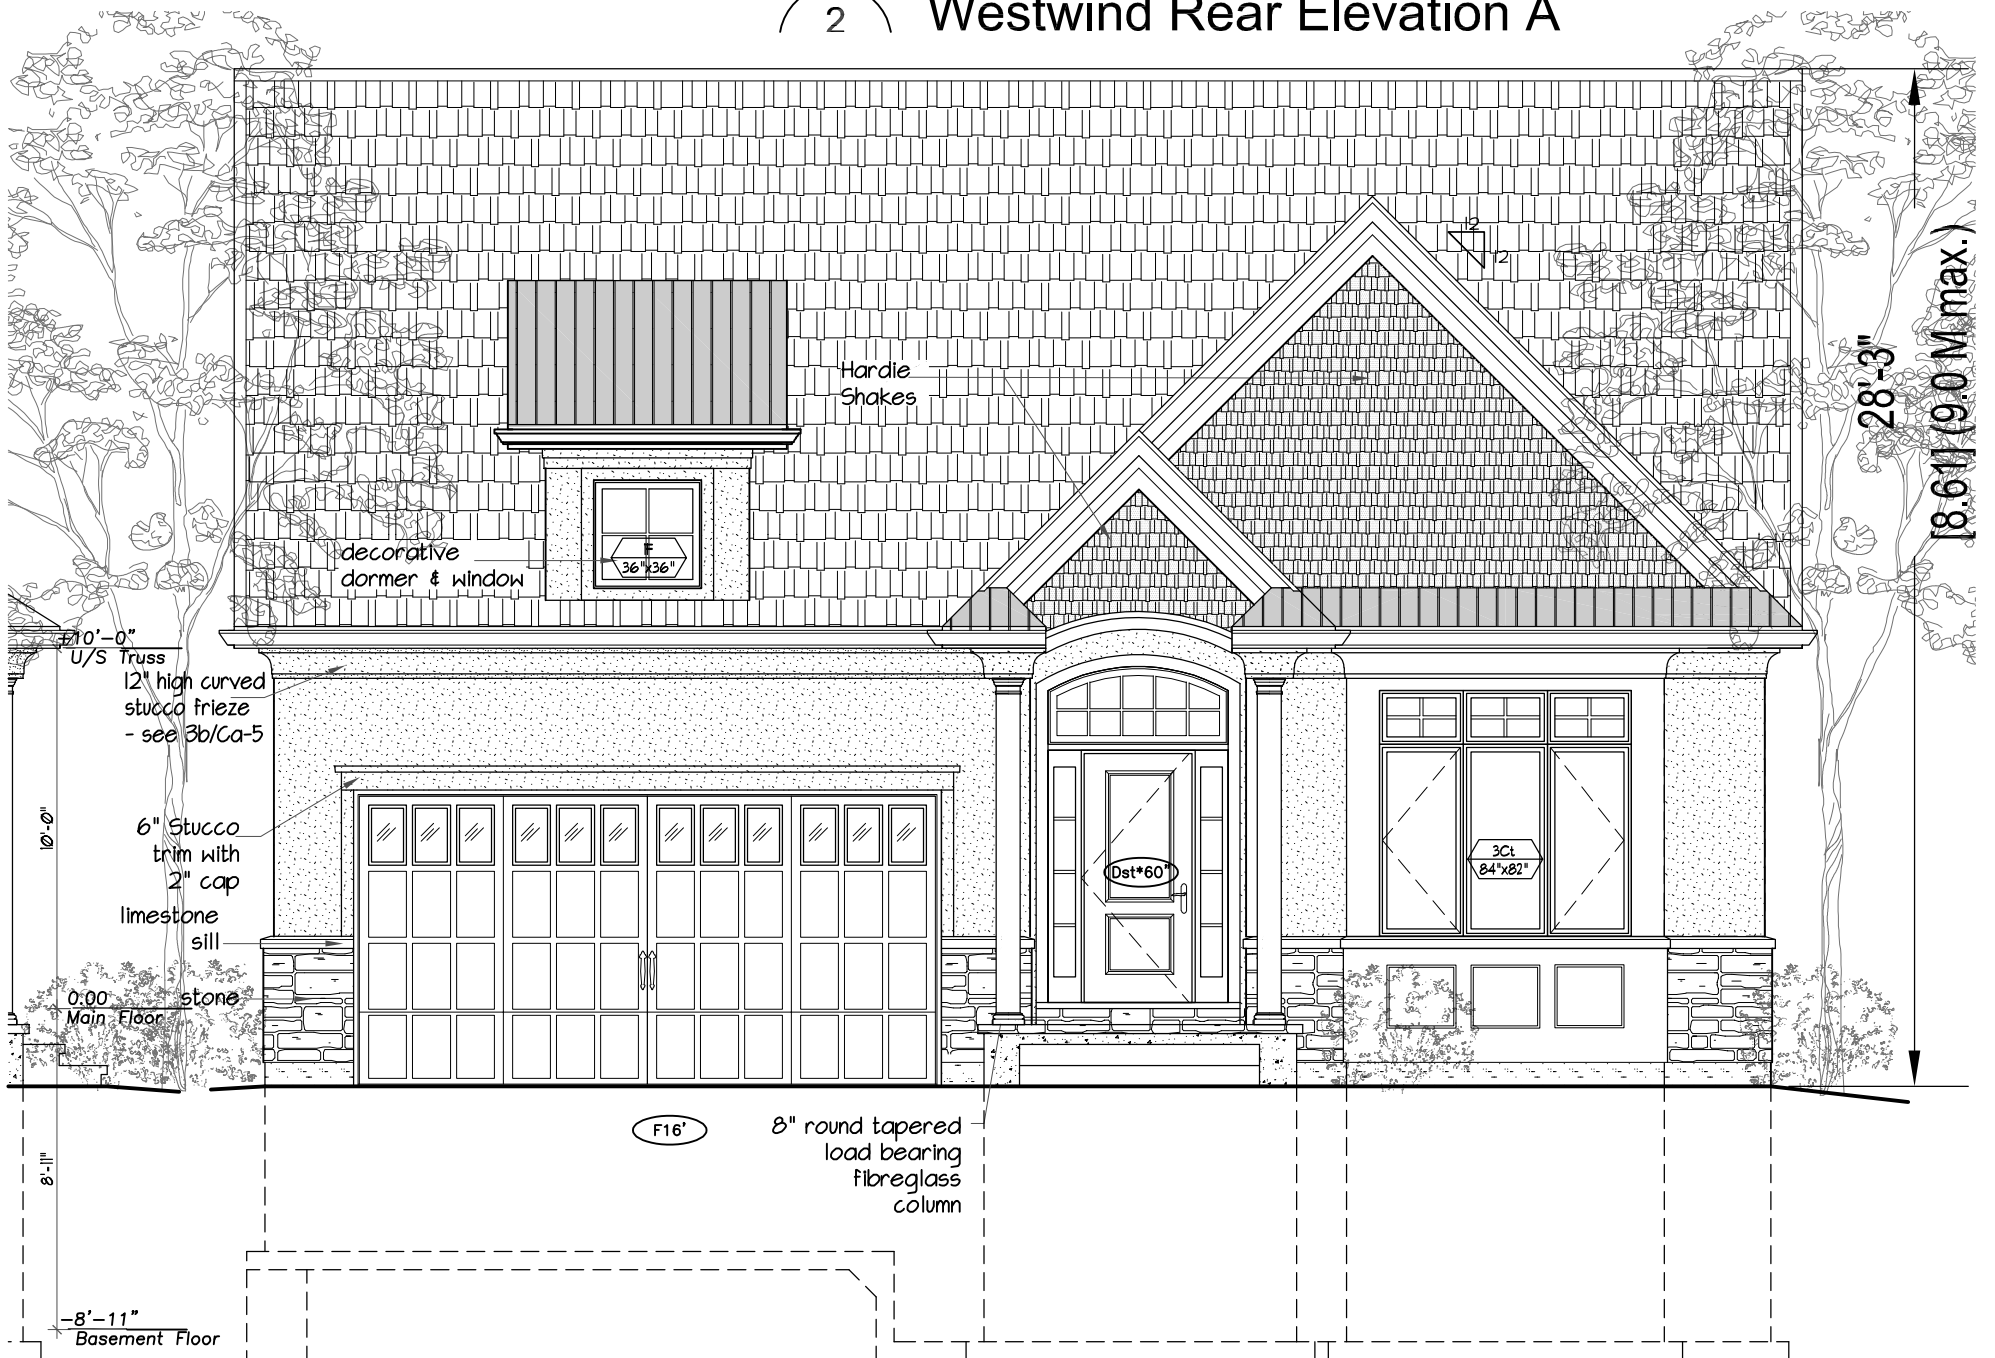 2 Westwind Rear Elevation A
12
12
28'-3"
[8.61] (9.0 M max.)
Hardie
Shakes
decorative
dormer & window
F
36"x36"
+10'-0"
U/S Truss
12" high curved
stucco frieze
- see 3b/Ca-5
10'-0"
6" Stucco
trim with
2" cap
limestone
sill
stone
0.00
Main Floor
Dst*60"
3Ct
84"x82"
F16'
8" round tapered
load bearing
fibreglass
column
8'-11"
-8'-11"
Basement Floor